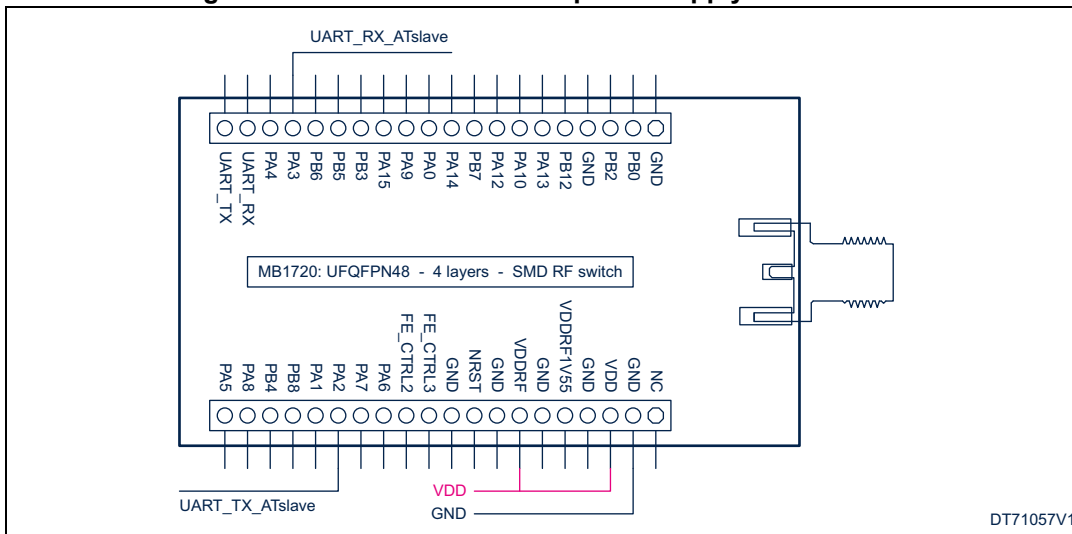 UART_RX_ATslave
UART_TX
UART_RX
PA4
PA3
PB6
PB5
PB3
PA15
PA9
PA0
PA14
PB7
PA12
PA10
PA13
PB12
GND
PB2
PB0
GND
MB1720: UFQFPN48 - 4 layers - SMD RF switch
PA5
PA8
PB4
PB8
PA1
PA2
PA7
PA6
FE_CTRL2
FE_CTRL3
GND
NRST
GND
VDDRF
GND
VDDRF1V55
GND
VDD
GND
NC
VDD
UART_TX_ATslave
GND
DT71057V1